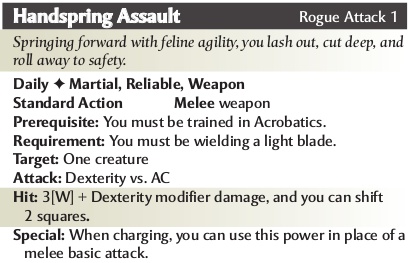 Handspring Assault Rogue Attack 1
Springing forward with feline agility, you lash out, cut deep, and
roll away to safety.
Daily ✦ Martial, Reliable, Weapon
Standard Action Melee weapon
Prerequisite: You must be trained in Acrobatics.
Requirement: You must be wielding a light blade.
Target: One creature
Attack: Dexterity vs. AC
Hit: 3[W] + Dexterity modifier damage, and you can shift
2 squares.
Special: When charging, you can use this power in place of a
melee basic attack.